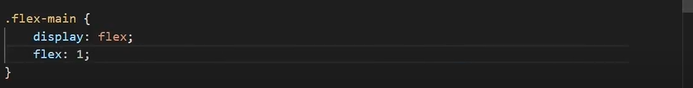 .flex-main {
    display: flex;
    flex: 1;
}